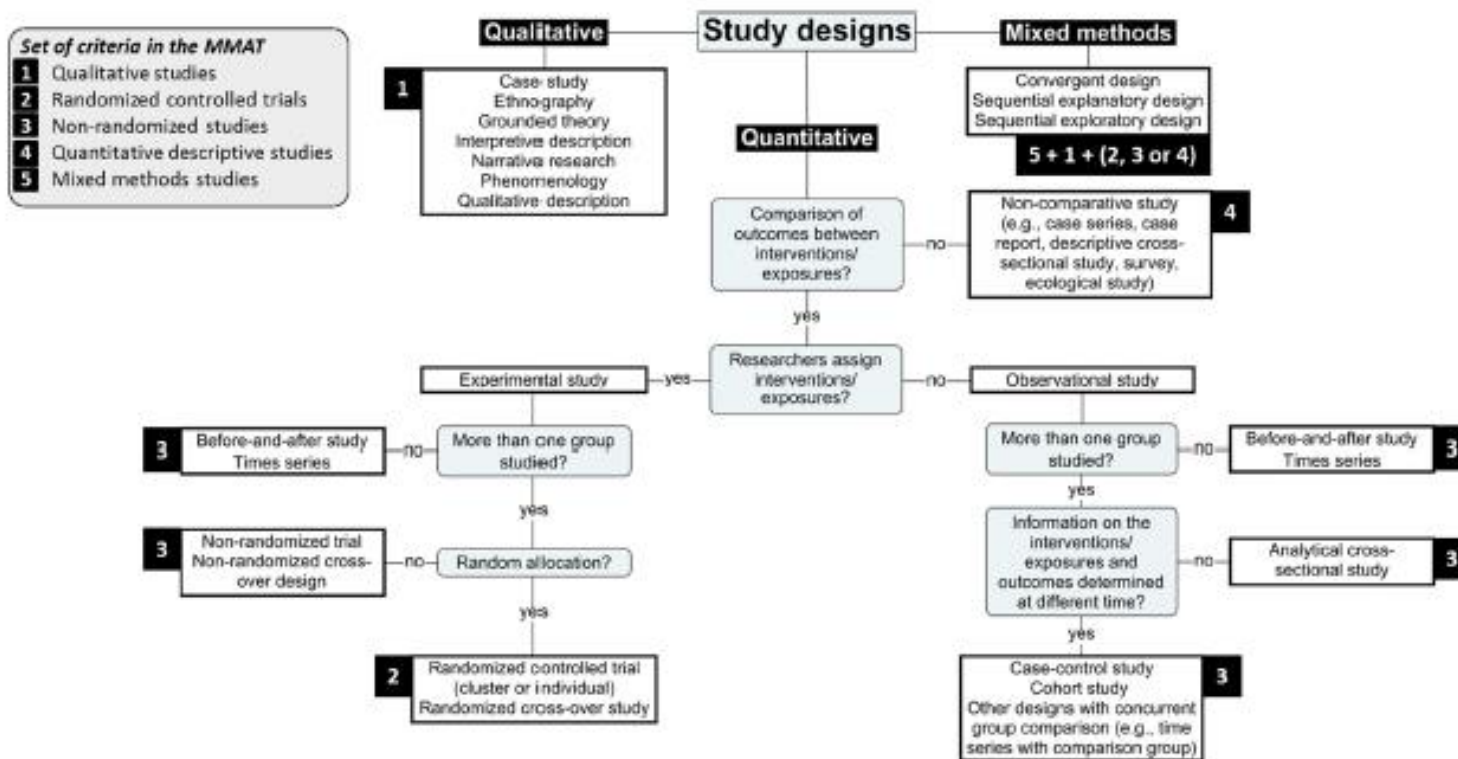 Study designs
Set of criteria in the MMAT
1 Qualitative studies
2 Randomized controlled trials
3 Non-randomized studies
4 Quantitative descriptive studies
5 Mixed methods studies
Qualitative
1
Case study
Ethnography
Grounded theory
Interpretive description
Narrative research
Phenomenology
Qualitative description
Mixed methods
Convergent design
Sequential explanatory design
Sequential exploratory design
5 + 1 + (2, 3 or 4)
Quantitative
Comparison of
outcomes between
interventions/
exposures?
no
Non-comparative study
(e.g., case series, case
report, descriptive cross-
sectional study, survey,
ecological study)
4
yes
Researchers assign
interventions/
exposures?
yes
Experimental study
no
Observational study
More than one group
studied?
no
Before-and-after study
Times series
3
yes
Random allocation?
no
Non-randomized trial
Non-randomized cross-
over design
3
yes
Randomized controlled trial
(cluster or individual)
Randomized cross-over study
2
More than one group
studied?
no
Before-and-after study
Times series
3
yes
Information on the
interventions/
exposures and
outcomes determined
at different time?
no
Analytical cross-
sectional study
3
yes
Case-control study
Cohort study
Other designs with concurrent
group comparison (e.g., time
series with comparison group)
3